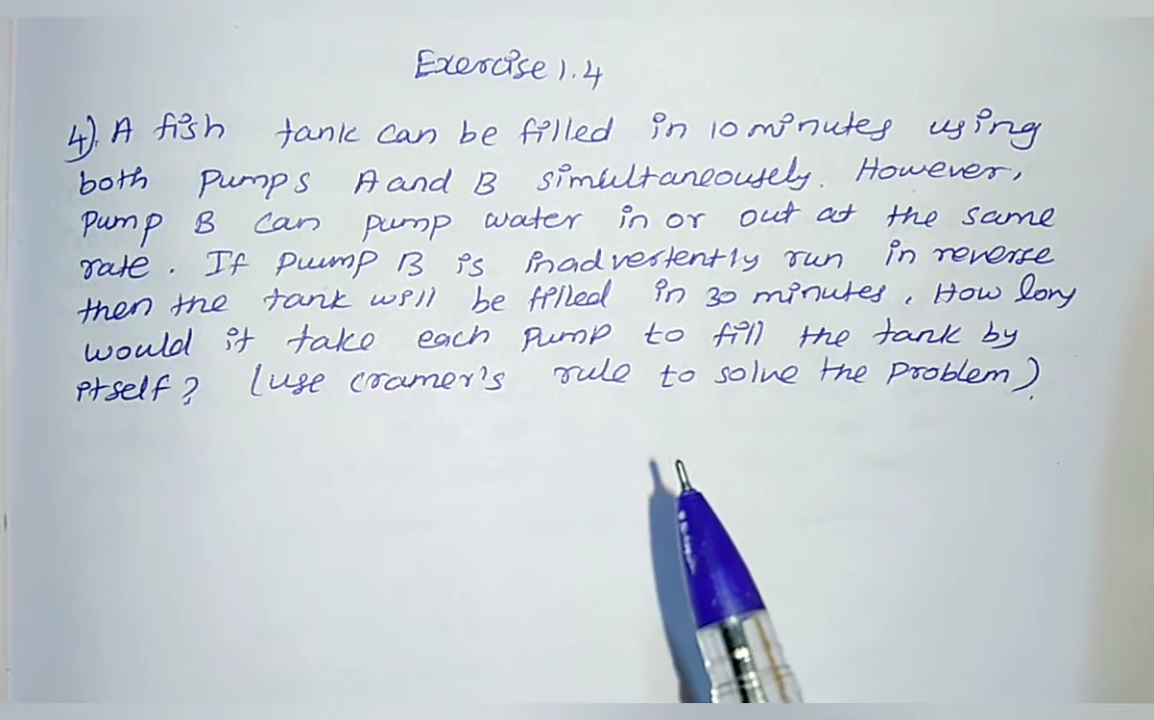 Exercise 1.4
4). A fish tank can be filled in 10 minutes using
both pumps A and B simultaneously. However,
Pump B can pump water in or out at the same
rate. If pump B is inadvertently run in reverse
then the tank will be filled in 30 minutes. How long
would it take each pump to fill the tank by
itself? (use cramer's rule to solve the problem).